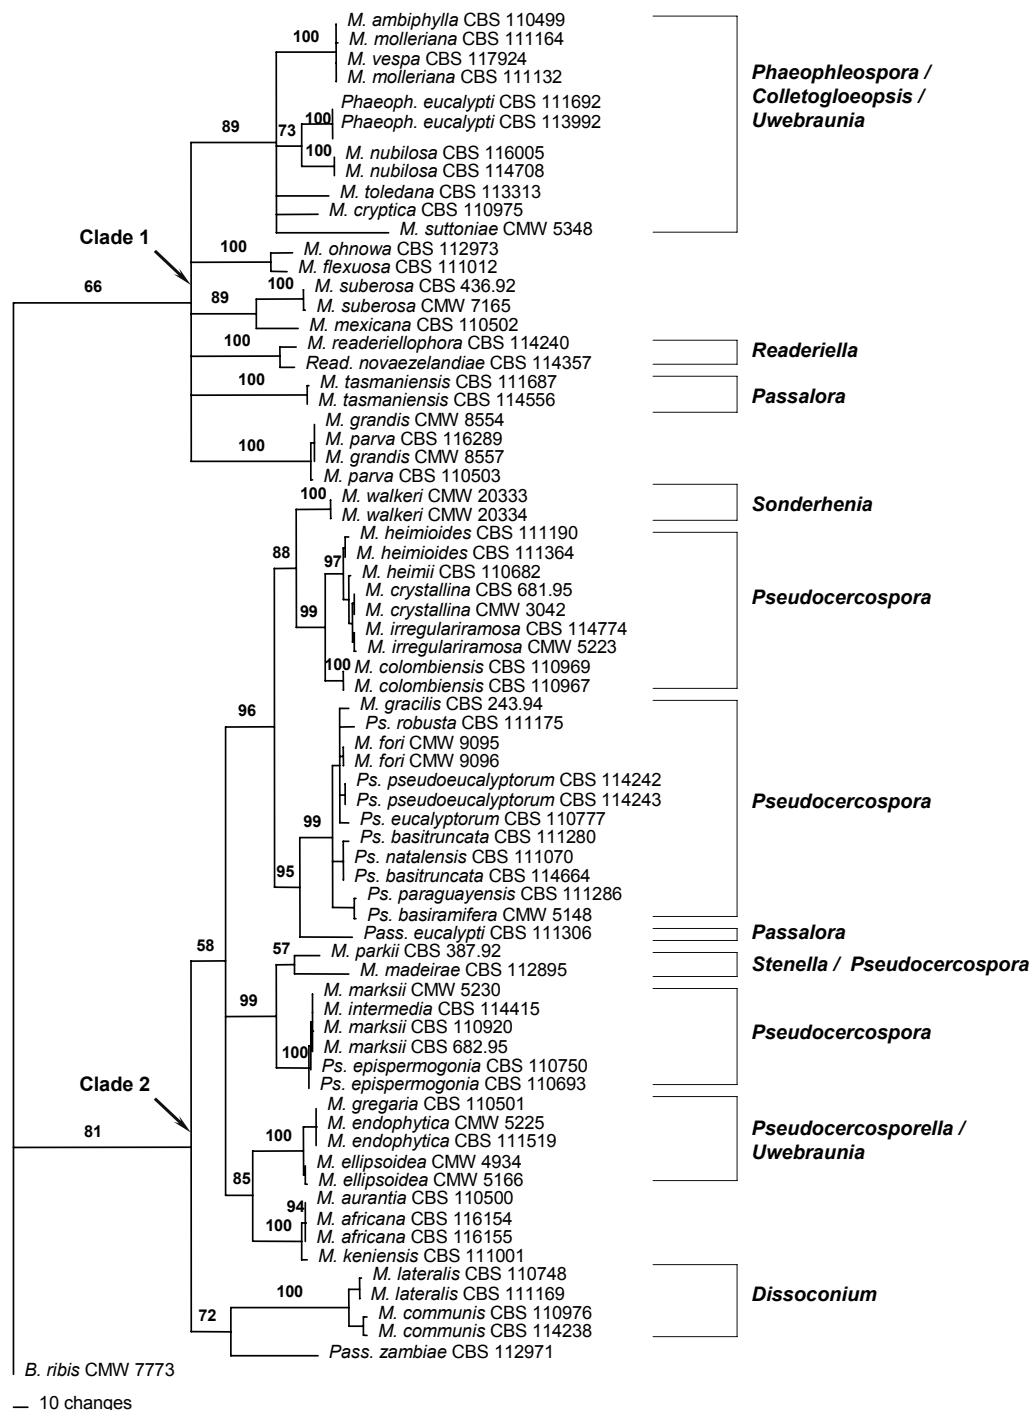 M. ambiphylla CBS 110499
100
M. molleriana CBS 111164
M. vespa CBS 117924
M. molleriana CBS 111132
Phaeophleospora /
Colletogloeopsis /
Uwebraunia
Phaeoph. eucalypti CBS 111692
100
Phaeoph. eucalypti CBS 113992
89
73
100
M. nubilosa CBS 116005
M. nubilosa CBS 114708
M. toledana CBS 113313
M. cryptica CBS 110975
M. suttoniae CMW 5348
Clade 1
100
M. ohnowa CBS 112973
M. flexuosa CBS 111012
66
100
M. suberosa CBS 436.92
89
M. suberosa CMW 7165
M. mexicana CBS 110502
100
M. readeriellophora CBS 114240
Read. novaezelandiae CBS 114357
Readeriella
100
M. tasmaniensis CBS 111687
M. tasmaniensis CBS 114556
Passalora
M. grandis CMW 8554
100
M. parva CBS 116289
M. grandis CMW 8557
M. parva CBS 110503
100
M. walkeri CMW 20333
M. walkeri CMW 20334
Sonderhenia
M. heimioides CBS 111190
88
97
M. heimioides CBS 111364
M. heimii CBS 110682
M. crystallina CBS 681.95
Pseudocercospora
99
M. crystallina CMW 3042
M. irregulariramosa CBS 114774
M. irregulariramosa CMW 5223
100
M. colombiensis CBS 110969
M. colombiensis CBS 110967
96
M. gracilis CBS 243.94
Ps. robusta CBS 111175
M. fori CMW 9095
M. fori CMW 9096
Ps. pseudoeucalyptorum CBS 114242
Ps. pseudoeucalyptorum CBS 114243
Pseudocercospora
99
Ps. eucalyptorum CBS 110777
Ps. basitruncata CBS 111280
Ps. natalensis CBS 111070
95
Ps. basitruncata CBS 114664
Ps. paraguayensis CBS 111286
Ps. basiramifera CMW 5148
Pass. eucalypti CBS 111306
Passalora
58
57
M. parkii CBS 387.92
M. madeirae CBS 112895
Stenella / Pseudocercospora
99
M. marksii CMW 5230
M. intermedia CBS 114415
M. marksii CBS 110920
Pseudocercospora
100
M. marksii CBS 682.95
Ps. epispermogonia CBS 110750
Ps. epispermogonia CBS 110693
Clade 2
81
M. gregaria CBS 110501
100
M. endophytica CMW 5225
M. endophytica CBS 111519
Pseudocercosporella /
Uwebraunia
M. ellipsoidea CMW 4934
85
M. ellipsoidea CMW 5166
94
M. aurantia CBS 110500
100
M. africana CBS 116154
M. africana CBS 116155
M. keniensis CBS 111001
M. lateralis CBS 110748
100
M. lateralis CBS 111169
Dissoconium
72
M. communis CBS 110976
M. communis CBS 114238
Pass. zambiae CBS 112971
B. ribis CMW 7773
10 changes